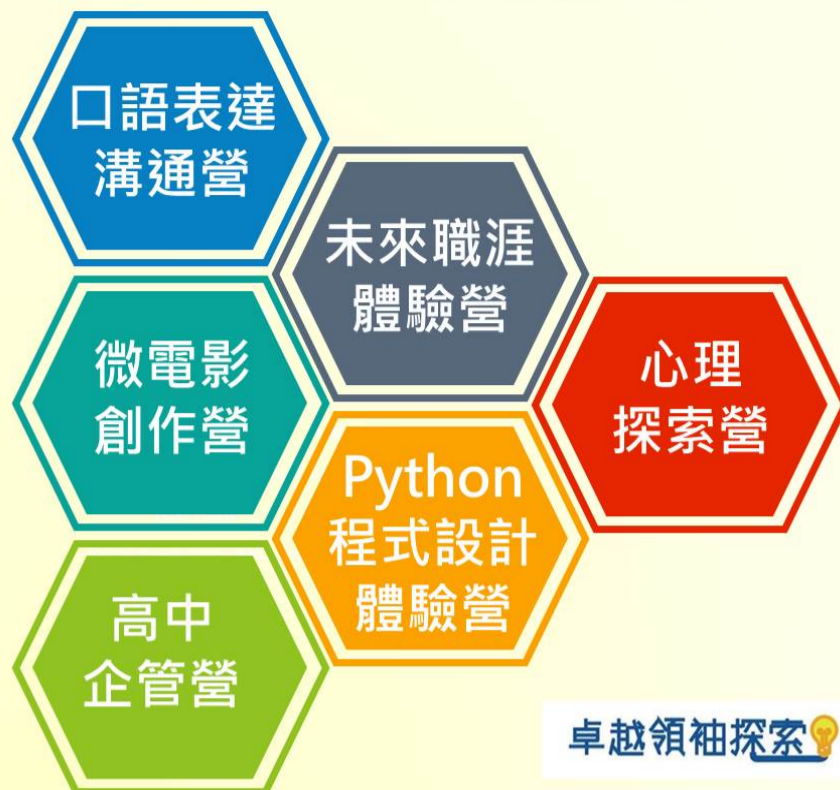 口語表達
溝通營
未來職涯
體驗營
微電影
創作營
心理
探索營
Python
程式設計
體驗營
高中
企管營
卓越領袖探索